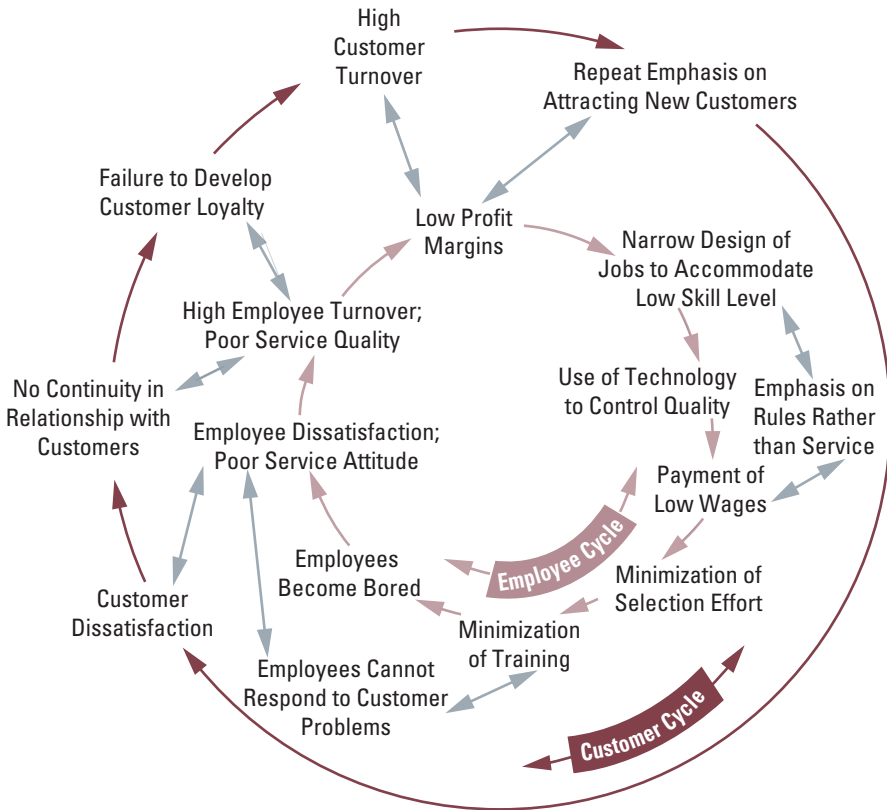 High
Customer
Turnover
Repeat Emphasis on
Attracting New Customers
Failure to Develop
Customer Loyalty
Low Profit
Margins
Narrow Design of
Jobs to Accommodate
Low Skill Level
High Employee Turnover;
Poor Service Quality
Use of Technology
to Control Quality
Emphasis on
Rules Rather
than Service
No Continuity in
Relationship with
Customers
Employee Dissatisfaction;
Poor Service Attitude
Payment of
Low Wages
Employee Cycle
Employees
Become Bored
Minimization of
Selection Effort
Customer
Dissatisfaction
Minimization
of Training
Employees Cannot
Respond to Customer
Problems
Customer Cycle